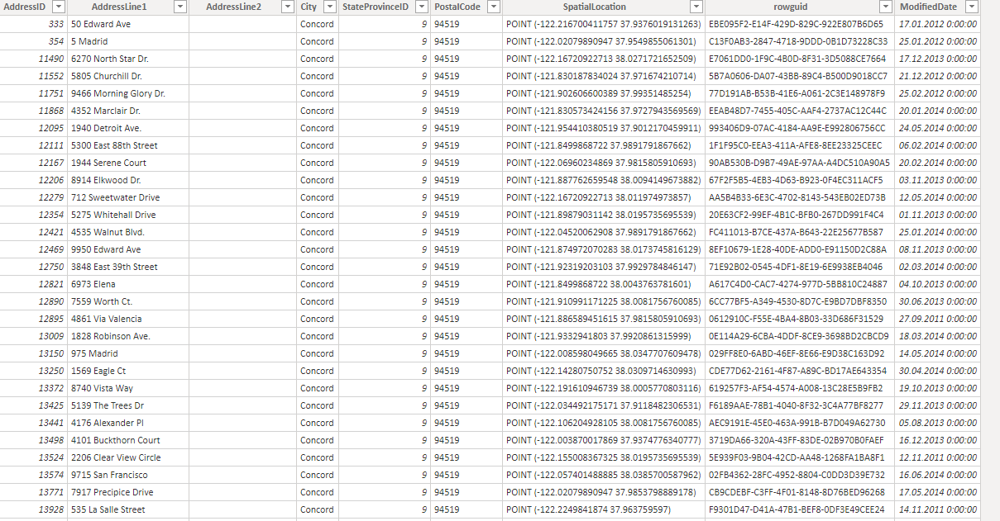 AddressID AddressLine1 AddressLine2 City StateProvinceID PostalCode SpatialLocation rowguid ModifiedDate
333 50 Edward Ave Concord 9 94519 POINT (-122.216700411757 37.9376019131263) EBE095F2-E14F-429D-829C-922E807B6D65 17.01.2012 0:00:00
354 5 Madrid Concord 9 94519 POINT (-122.02079890947 37.9549855061301) C13F0AB3-2847-4718-9DDD-0B1D73228C33 25.01.2012 0:00:00
11490 6270 North Star Dr. Concord 9 94519 POINT (-122.16720922713 38.0271721652509) E7061DD0-1F9C-4B0D-8F31-3D5088CE7664 17.12.2013 0:00:00
11552 5805 Churchill Dr. Concord 9 94519 POINT (-121.830187834024 37.971674210714) 5B7A0606-DA07-43BB-89C4-B500D9018CC7 21.12.2012 0:00:00
11751 9466 Morning Glory Dr. Concord 9 94519 POINT (-121.902606600389 37.99351485254) 77D191AB-B53B-41E6-A061-2C3E148978F9 25.02.2012 0:00:00
11868 4352 Marclair Dr. Concord 9 94519 POINT (-121.830573424156 37.9727943569569) EEAB48D7-7455-405C-AAF4-2737AC12C44C 20.01.2014 0:00:00
12095 1940 Detroit Ave. Concord 9 94519 POINT (-121.954410380519 37.9012170459911) 993406D9-07AC-4184-AA9E-E992806756CC 24.05.2014 0:00:00
12111 5300 East 88th Street Concord 9 94519 POINT (-121.8499868722 37.9891791867662) 1F1F95C0-EEA3-411A-AFE8-8EE23325CEEC 06.02.2014 0:00:00
12167 1944 Serene Court Concord 9 94519 POINT (-122.06960234869 37.9815805910693) 90AB530B-D9B7-49AE-97AA-A4DC510A90A5 20.02.2014 0:00:00
12206 8914 Elkwood Dr. Concord 9 94519 POINT (-121.887762659548 38.0094149673882) 67F2F5B5-4EB3-4D63-B923-0F4EC311ACF5 03.11.2013 0:00:00
12279 712 Sweetwater Drive Concord 9 94519 POINT (-122.16720922713 38.011974973857) AA5B4B33-6E3C-4702-8143-543EB02ED73B 12.05.2014 0:00:00
12354 5275 Whitehall Drive Concord 9 94519 POINT (-121.89879031142 38.0195735695539) 20E63CF2-99EF-4B1C-BFB0-267DD991F4C4 01.11.2013 0:00:00
12421 4535 Walnut Blvd. Concord 9 94519 POINT (-122.04520062908 37.9891791867662) FC411013-B7CE-437A-B643-22E25677B587 25.01.2014 0:00:00
12469 9950 Edward Ave Concord 9 94519 POINT (-121.874972070283 38.0173745816129) 8EF10679-1E28-40DE-ADD0-E91150D2C88A 08.11.2013 0:00:00
12750 3848 East 39th Street Concord 9 94519 POINT (-121.92319203103 37.9929784846147) 71E92B02-0545-4DF1-8E19-6E9938EB4046 02.03.2014 0:00:00
12821 6973 Elena Concord 9 94519 POINT (-121.8499868722 38.0043763781601) A617C4D0-CAC7-4274-977D-5BB810C24887 04.10.2013 0:00:00
12890 7559 Worth Ct. Concord 9 94519 POINT (-121.910991171225 38.0081756760085) 6CC77BF5-A349-4530-8D7C-E9BD7DBF8350 30.06.2013 0:00:00
12895 4861 Via Valencia Concord 9 94519 POINT (-121.886589451615 37.9815805910693) 0612910C-F55E-4BA4-8B03-33D686F31529 27.09.2011 0:00:00
13009 1828 Robinson Ave. Concord 9 94519 POINT (-121.9332941803 37.9920861315999) 0E114A29-6CBA-4DDF-8CE9-3698BD2CBCD9 18.03.2014 0:00:00
13150 975 Madrid Concord 9 94519 POINT (-122.008598049665 38.0347707609478) 029FF8E0-6ABD-46EF-8E66-E9D38C163D92 14.05.2014 0:00:00
13250 1569 Eagle Ct Concord 9 94519 POINT (-122.14280750752 38.0309714630993) CDE77D62-2161-4F87-A89C-BD17AE643354 30.04.2014 0:00:00
13372 8740 Vista Way Concord 9 94519 POINT (-122.191610946739 38.0005770803116) 619257F3-AF54-4574-A008-13C28E5B9FB2 19.10.2013 0:00:00
13425 5139 The Trees Dr Concord 9 94519 POINT (-122.034492175171 37.9118482306531) F6189AAE-78B1-4040-8F32-3C4A77BF8277 29.11.2013 0:00:00
13441 4176 Alexander Pl Concord 9 94519 POINT (-122.106204928105 38.0081756760085) AEC9191E-45E0-463A-991B-B7D049A62730 05.08.2013 0:00:00
13498 4101 Buckthorn Court Concord 9 94519 POINT (-122.003870017869 37.9374776340777) 3719DA66-320A-43FF-83DE-02B970B0FAEF 16.12.2013 0:00:00
13524 2206 Clear View Circle Concord 9 94519 POINT (-122.155008367325 38.0195735695539) 5E939F03-9B04-42CD-AA48-1268FA1BA8F1 12.11.2011 0:00:00
13574 9715 San Francisco Concord 9 94519 POINT (-122.057401488885 38.0385700587962) 02FB4362-28FC-4952-8804-C0DD3D39E732 16.06.2014 0:00:00
13771 7917 Precipice Drive Concord 9 94519 POINT (-122.02079890947 37.9853798889178) CB9CDEBF-C3FF-4F01-8148-8D76BED96268 17.05.2014 0:00:00
13928 535 La Salle Street Concord 9 94519 POINT (-122.2249841874 37.963759597) F9301D47-D41A-47B1-BEF8-0DF3E49CEE24 14.11.2011 0:00:00